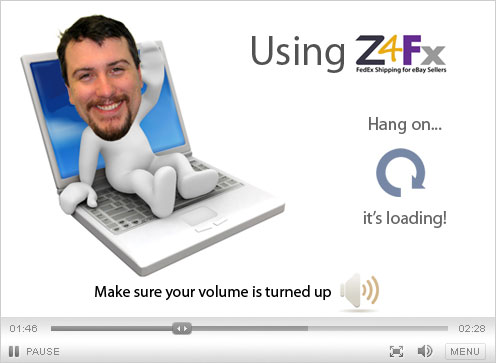 Using Z4Fx
FedEx Shipping for eBay Sellers
Hang on...
it's loading!
Make sure your volume is turned up
01:46
02:28
PAUSE
MENU